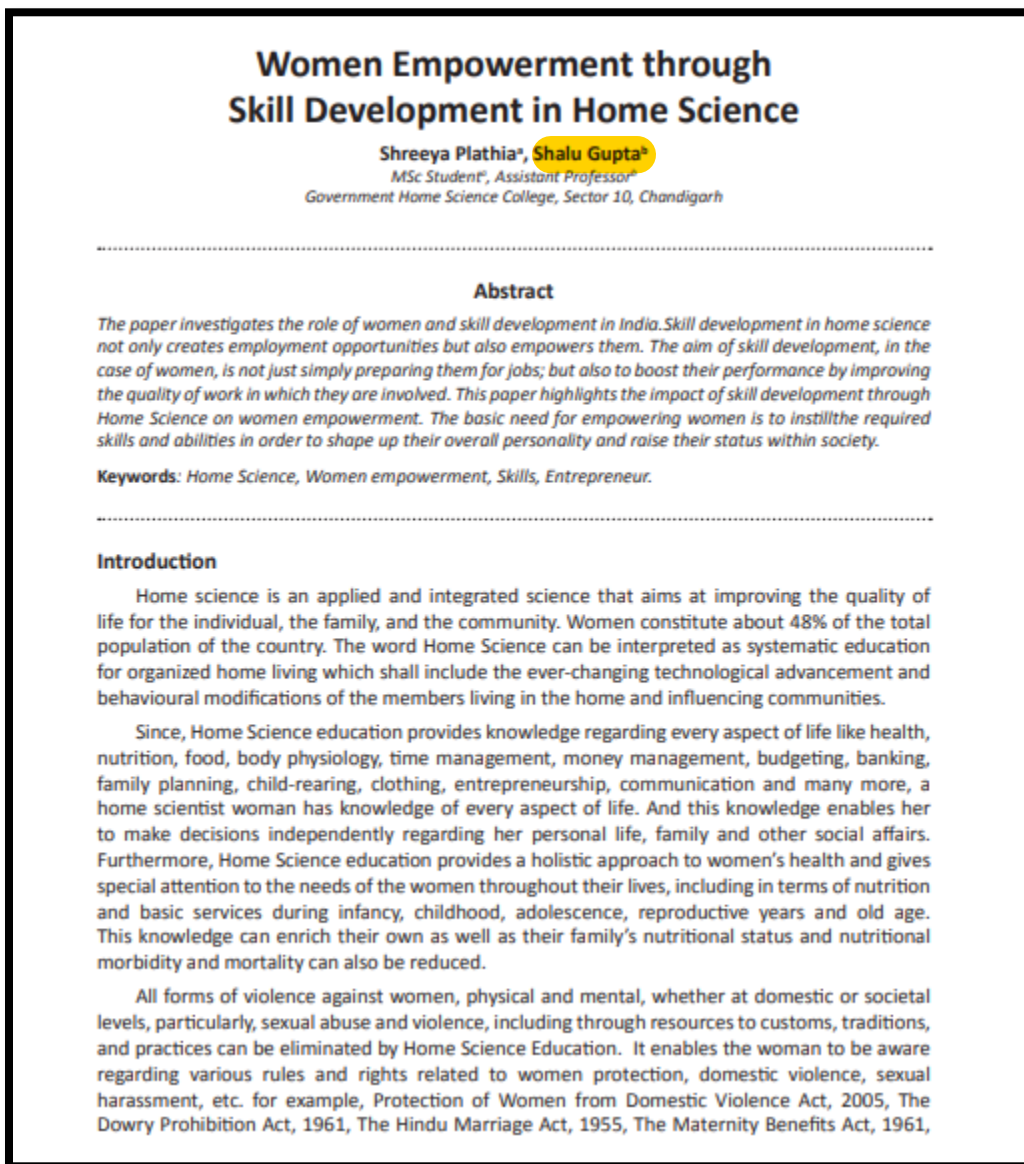 Women Empowerment through
Skill Development in Home Science
Shreeya Plathiaᵃ, Shalu Guptaᵇ
MSc Studentᵃ, Assistant Professorᵇ
Government Home Science College, Sector 10, Chandigarh
Abstract
The paper investigates the role of women and skill development in India.Skill development in home science
not only creates employment opportunities but also empowers them. The aim of skill development, in the
case of women, is not just simply preparing them for jobs; but also to boost their performance by improving
the quality of work in which they are involved. This paper highlights the impact of skill development through
Home Science on women empowerment. The basic need for empowering women is to instillthe required
skills and abilities in order to shape up their overall personality and raise their status within society.
Keywords: Home Science, Women empowerment, Skills, Entrepreneur.
Introduction
Home science is an applied and integrated science that aims at improving the quality of
life for the individual, the family, and the community. Women constitute about 48% of the total
population of the country. The word Home Science can be interpreted as systematic education
for organized home living which shall include the ever-changing technological advancement and
behavioural modifications of the members living in the home and influencing communities.
Since, Home Science education provides knowledge regarding every aspect of life like health,
nutrition, food, body physiology, time management, money management, budgeting, banking,
family planning, child-rearing, clothing, entrepreneurship, communication and many more, a
home scientist woman has knowledge of every aspect of life. And this knowledge enables her
to make decisions independently regarding her personal life, family and other social affairs.
Furthermore, Home Science education provides a holistic approach to women's health and gives
special attention to the needs of the women throughout their lives, including in terms of nutrition
and basic services during infancy, childhood, adolescence, reproductive years and old age.
This knowledge can enrich their own as well as their family's nutritional status and nutritional
morbidity and mortality can also be reduced.
All forms of violence against women, physical and mental, whether at domestic or societal
levels, particularly, sexual abuse and violence, including through resources to customs, traditions,
and practices can be eliminated by Home Science Education. It enables the woman to be aware
regarding various rules and rights related to women protection, domestic violence, sexual
harassment, etc. for example, Protection of Women from Domestic Violence Act, 2005, The
Dowry Prohibition Act, 1961, The Hindu Marriage Act, 1955, The Maternity Benefits Act, 1961,